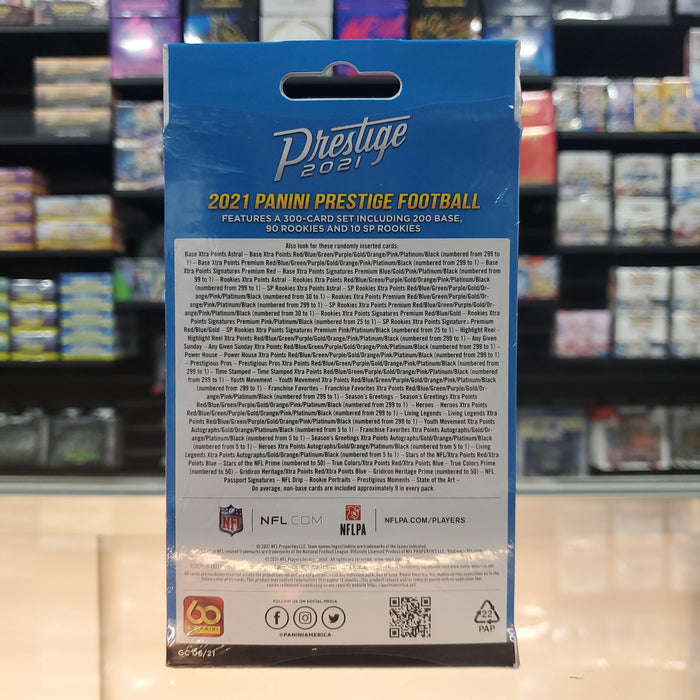 Prestige
2021
2021 PANINI PRESTIGE FOOTBALL
FEATURES A 300-CARD SET INCLUDING 200 BASE,
90 ROOKIES AND 10 SP ROOKIES
Also look for these randomly inserted cards:
Base Xtra Points Astral – Base Xtra Points Red/Blue/Green/Purple/Gold/Orange/Pink/Platinum/Black (numbered from 299 to
1) – Base Xtra Points Premium Red/Blue/Green/Purple/Gold/Orange/Pink/Platinum/Black (numbered from 299 to 1) – Base
Xtra Points Signatures Premium Red – Base Xtra Points Signatures Premium Blue/Gold/Pink/Platinum/Black (numbered from
99 to 1) – Rookies Xtra Points Astral – Rookies Xtra Points Red/Blue/Green/Purple/Gold/Orange/Pink/Platinum/Black
(numbered from 299 to 1) – SP Rookies Xtra Points Astral – SP Rookies Xtra Points Red/Blue/Green/Purple/Gold/Or-
ange/Pink/Platinum/Black (numbered from 30 to 1) – Rookies Xtra Points Premium Red/Blue/Green/Purple/Gold/Or-
ange/Pink/Platinum/Black (numbered from 299 to 1) – SP Rookies Xtra Points Premium Red/Blue/Green/Purple/Gold/Or-
ange/Pink/Platinum/Black (numbered from 30 to 1) – Rookies Xtra Points Signatures Premium Red/Blue/Gold – Rookies Xtra
Points Signatures Premium Pink/Platinum/Black (numbered from 25 to 1) – SP Rookies Xtra Points Signatures Premium
Red/Blue/Gold – SP Rookies Xtra Points Signatures Premium Pink/Platinum/Black (numbered from 25 to 1) – Highlight Reel –
Highlight Reel Xtra Points Red/Blue/Green/Purple/Gold/Orange/Pink/Platinum/Black (numbered from 299 to 1) – Any Given
Sunday – Any Given Sunday Xtra Points Red/Blue/Green/Purple/Gold/Orange/Pink/Platinum/Black (numbered from 299 to 1) –
Power House – Power House Xtra Points Red/Blue/Green/Purple/Gold/Orange/Pink/Platinum/Black (numbered from 299 to 1)
– Prestigious Pros – Prestigious Pros Xtra Points Red/Blue/Green/Purple/Gold/Orange/Pink/Platinum/Black (numbered from
299 to 1) – Time Stamped – Time Stamped Xtra Points Red/Blue/Green/Purple/Gold/Orange/Pink/Platinum/Black (numbered
from 299 to 1) – Youth Movement – Youth Movement Xtra Points Red/Blue/Green/Purple/Gold/Orange/Pink/Platinum/Black
(numbered from 299 to 1) – Franchise Favorites – Franchise Favorites Xtra Points Red/Blue/Green/Purple/Gold/Or-
ange/Pink/Platinum/Black (numbered from 299 to 1) – Season's Greetings – Season's Greetings Xtra Points
Red/Blue/Green/Purple/Gold/Orange/Pink/Platinum/Black (numbered from 299 to 1) – Heroes – Heroes Xtra Points
Red/Blue/Green/Purple/Gold/Orange/Pink/Platinum/Black (numbered from 299 to 1) – Living Legends – Living Legends Xtra
Points Red/Blue/Green/Purple/Gold/Orange/Pink/Platinum/Black (numbered from 299 to 1) – Youth Movement Xtra Points
Autographs/Gold/Orange/Platinum/Black (numbered from 5 to 1) – Franchise Favorites Xtra Points Autographs/Gold/Or-
ange/Platinum/Black (numbered from 5 to 1) – Season's Greetings Xtra Points Autographs/Gold/Orange/Platinum/Black
(numbered from 5 to 1) – Heroes Xtra Points Autographs/Gold/Orange/Platinum/Black (numbered from 5 to 1) – Living
Legends Xtra Points Autographs/Gold/Orange/Platinum/Black (numbered from 5 to 1) – Stars of the NFL/Xtra Points Red/Xtra
Points Blue – Stars of the NFL Prime (numbered to 50) – True Colors/Xtra Points Red/Xtra Points Blue – True Colors Prime
(numbered to 50) – Gridiron Heritage/Xtra Points Red/Xtra Points Blue – Gridiron Heritage Prime (numbered to 50) – NFL
Passport Signatures – NFL Drip – Rookie Portraits – Prestigious Moments – State of the Art –
On average, non-base cards are included approximately 9 in every pack
NFL
NFL.COM
NFLPA
NFLPA.COM/PLAYERS
© 2021 NFL Properties LLC. Team names/logos/indicia are trademarks of the teams indicated.
© 2021 NFL Players
60
PANINI
FOLLOW US ON SOCIAL MEDIA
@PANINIAMERICA
22
PAP
GC 06/21